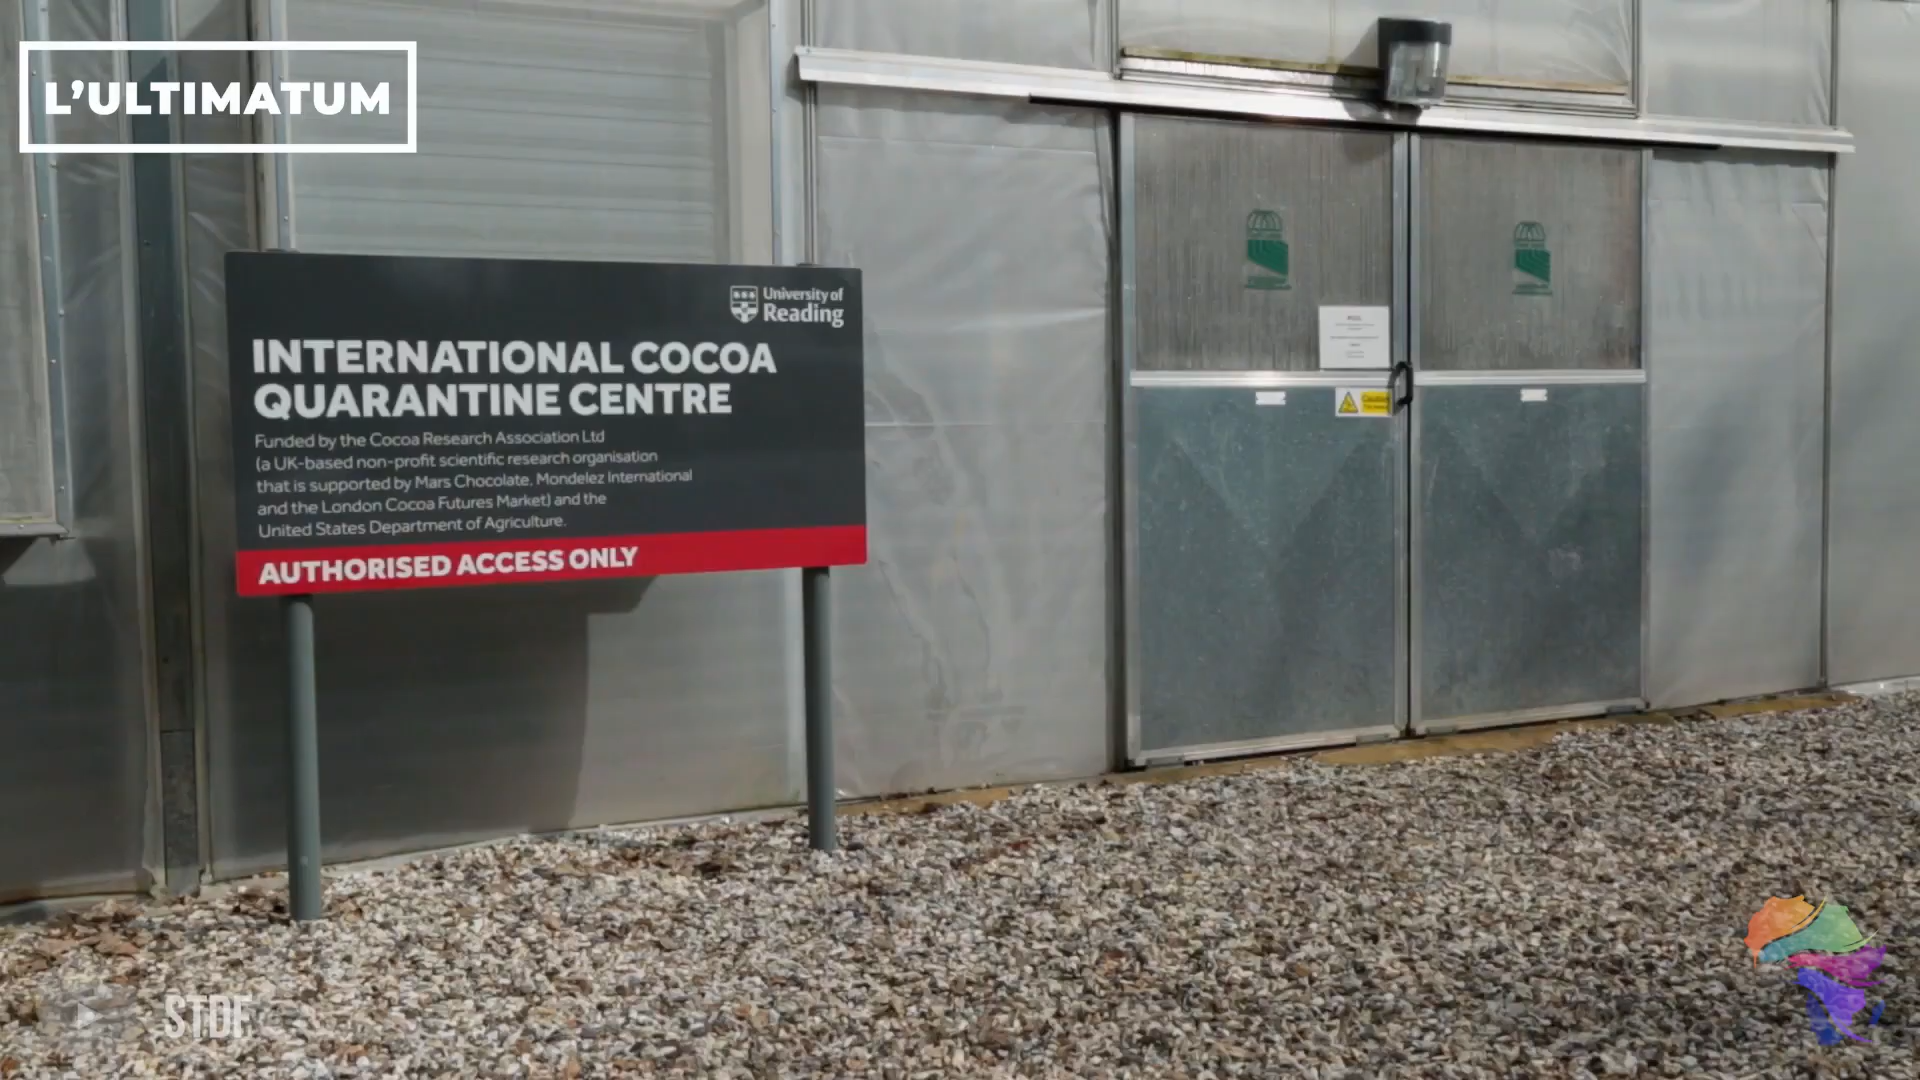 L'ULTIMATUM
University of
Reading
INTERNATIONAL COCOA
QUARANTINE CENTRE
Funded by the Cocoa Research Association Ltd
(a UK-based non-profit scientific research organisation
that is supported by Mars Chocolate, Mondelez International
and the London Cocoa Futures Market) and the
United States Department of Agriculture.
AUTHORISED ACCESS ONLY
Caution
STDF